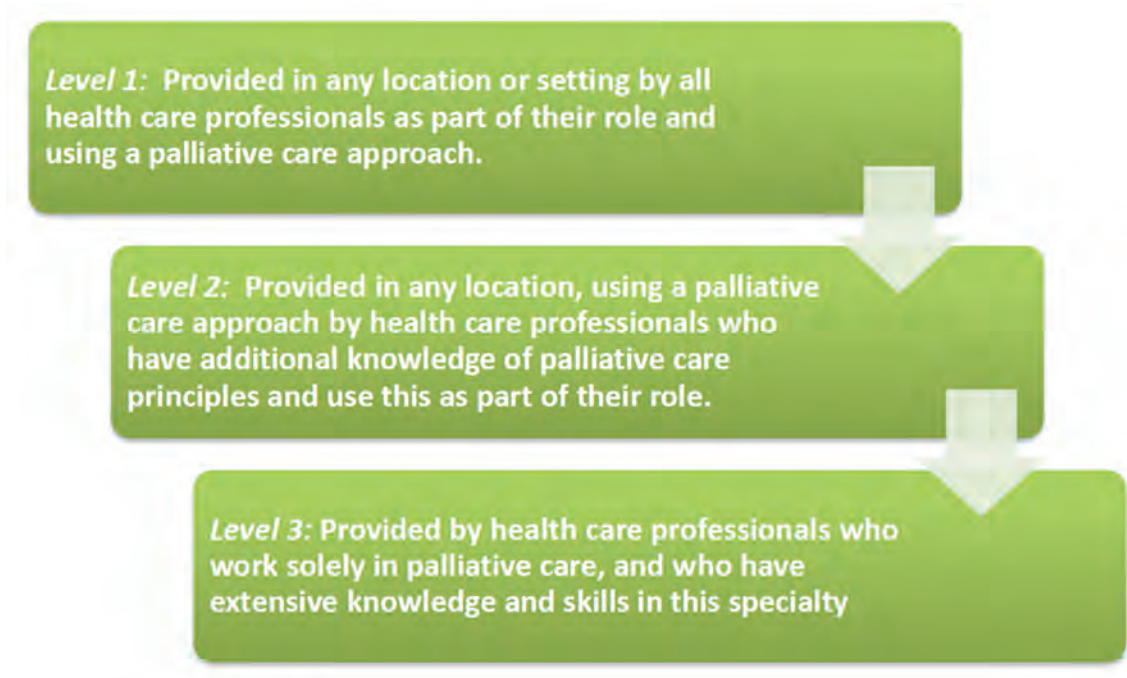 Level 1: Provided in any location or setting by all
health care professionals as part of their role and
using a palliative care approach.
Level 2: Provided in any location, using a palliative
care approach by health care professionals who
have additional knowledge of palliative care
principles and use this as part of their role.
Level 3: Provided by health care professionals who
work solely in palliative care, and who have
extensive knowledge and skills in this specialty